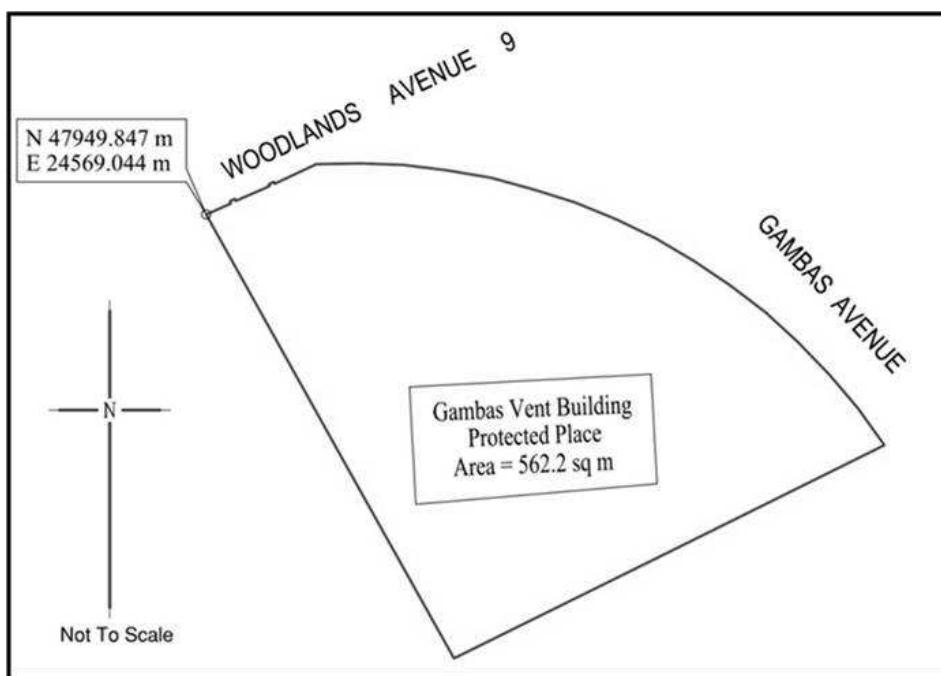 WOODLANDS AVENUE 9
N 47949.847 m
E 24569.044 m
GAMBAS AVENUE
Gambas Vent Building
Protected Place
Area = 562.2 sq m
N
Not To Scale